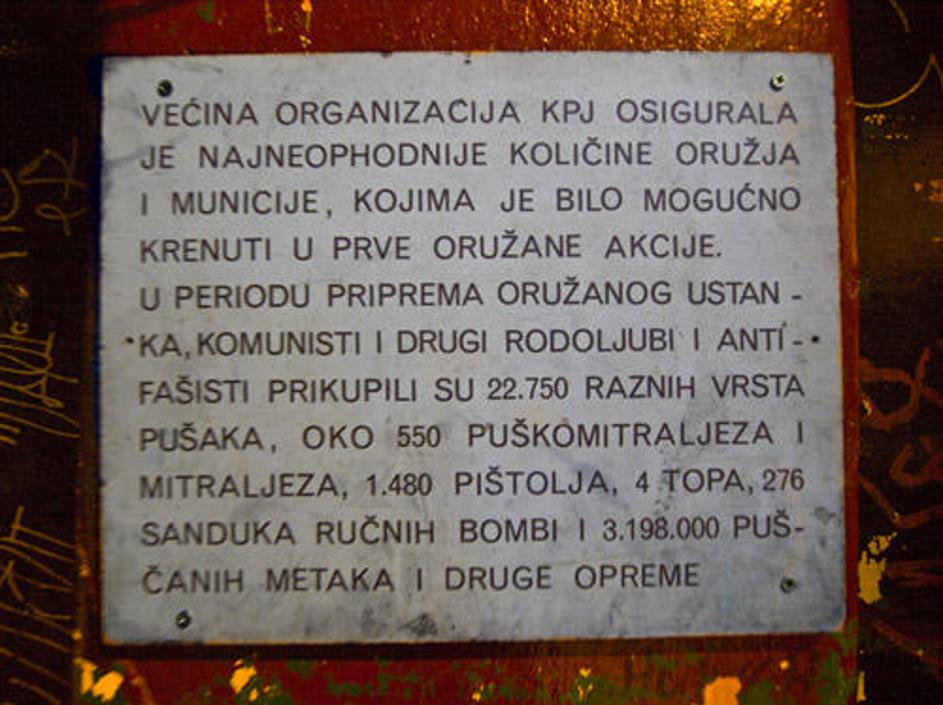 VEĆINA ORGANIZACIJA KPJ OSIGURALA
JE NAJNEOPHODNIJE KOLIČINE ORUŽJA
I MUNICIJE, KOJIMA JE BILO MOGUĆNO
KRENUTI U PRVE ORUŽANE AKCIJE.
U PERIODU PRIPREMA ORUŽANOG USTAN -
KA, KOMUNISTI I DRUGI RODOLJUBI I ANTI -
FAŠISTI PRIKUPILI SU 22.750 RAZNIH VRSTA
PUŠAKA, OKO 550 PUŠKOMITRALJEZA I
MITRALJEZA, 1.480 PIŠTOLJA, 4 TOPA, 276
SANDUKA RUČNIH BOMBI I 3.198.000 PUŠ-
ČANIH METAKA I DRUGE OPREME